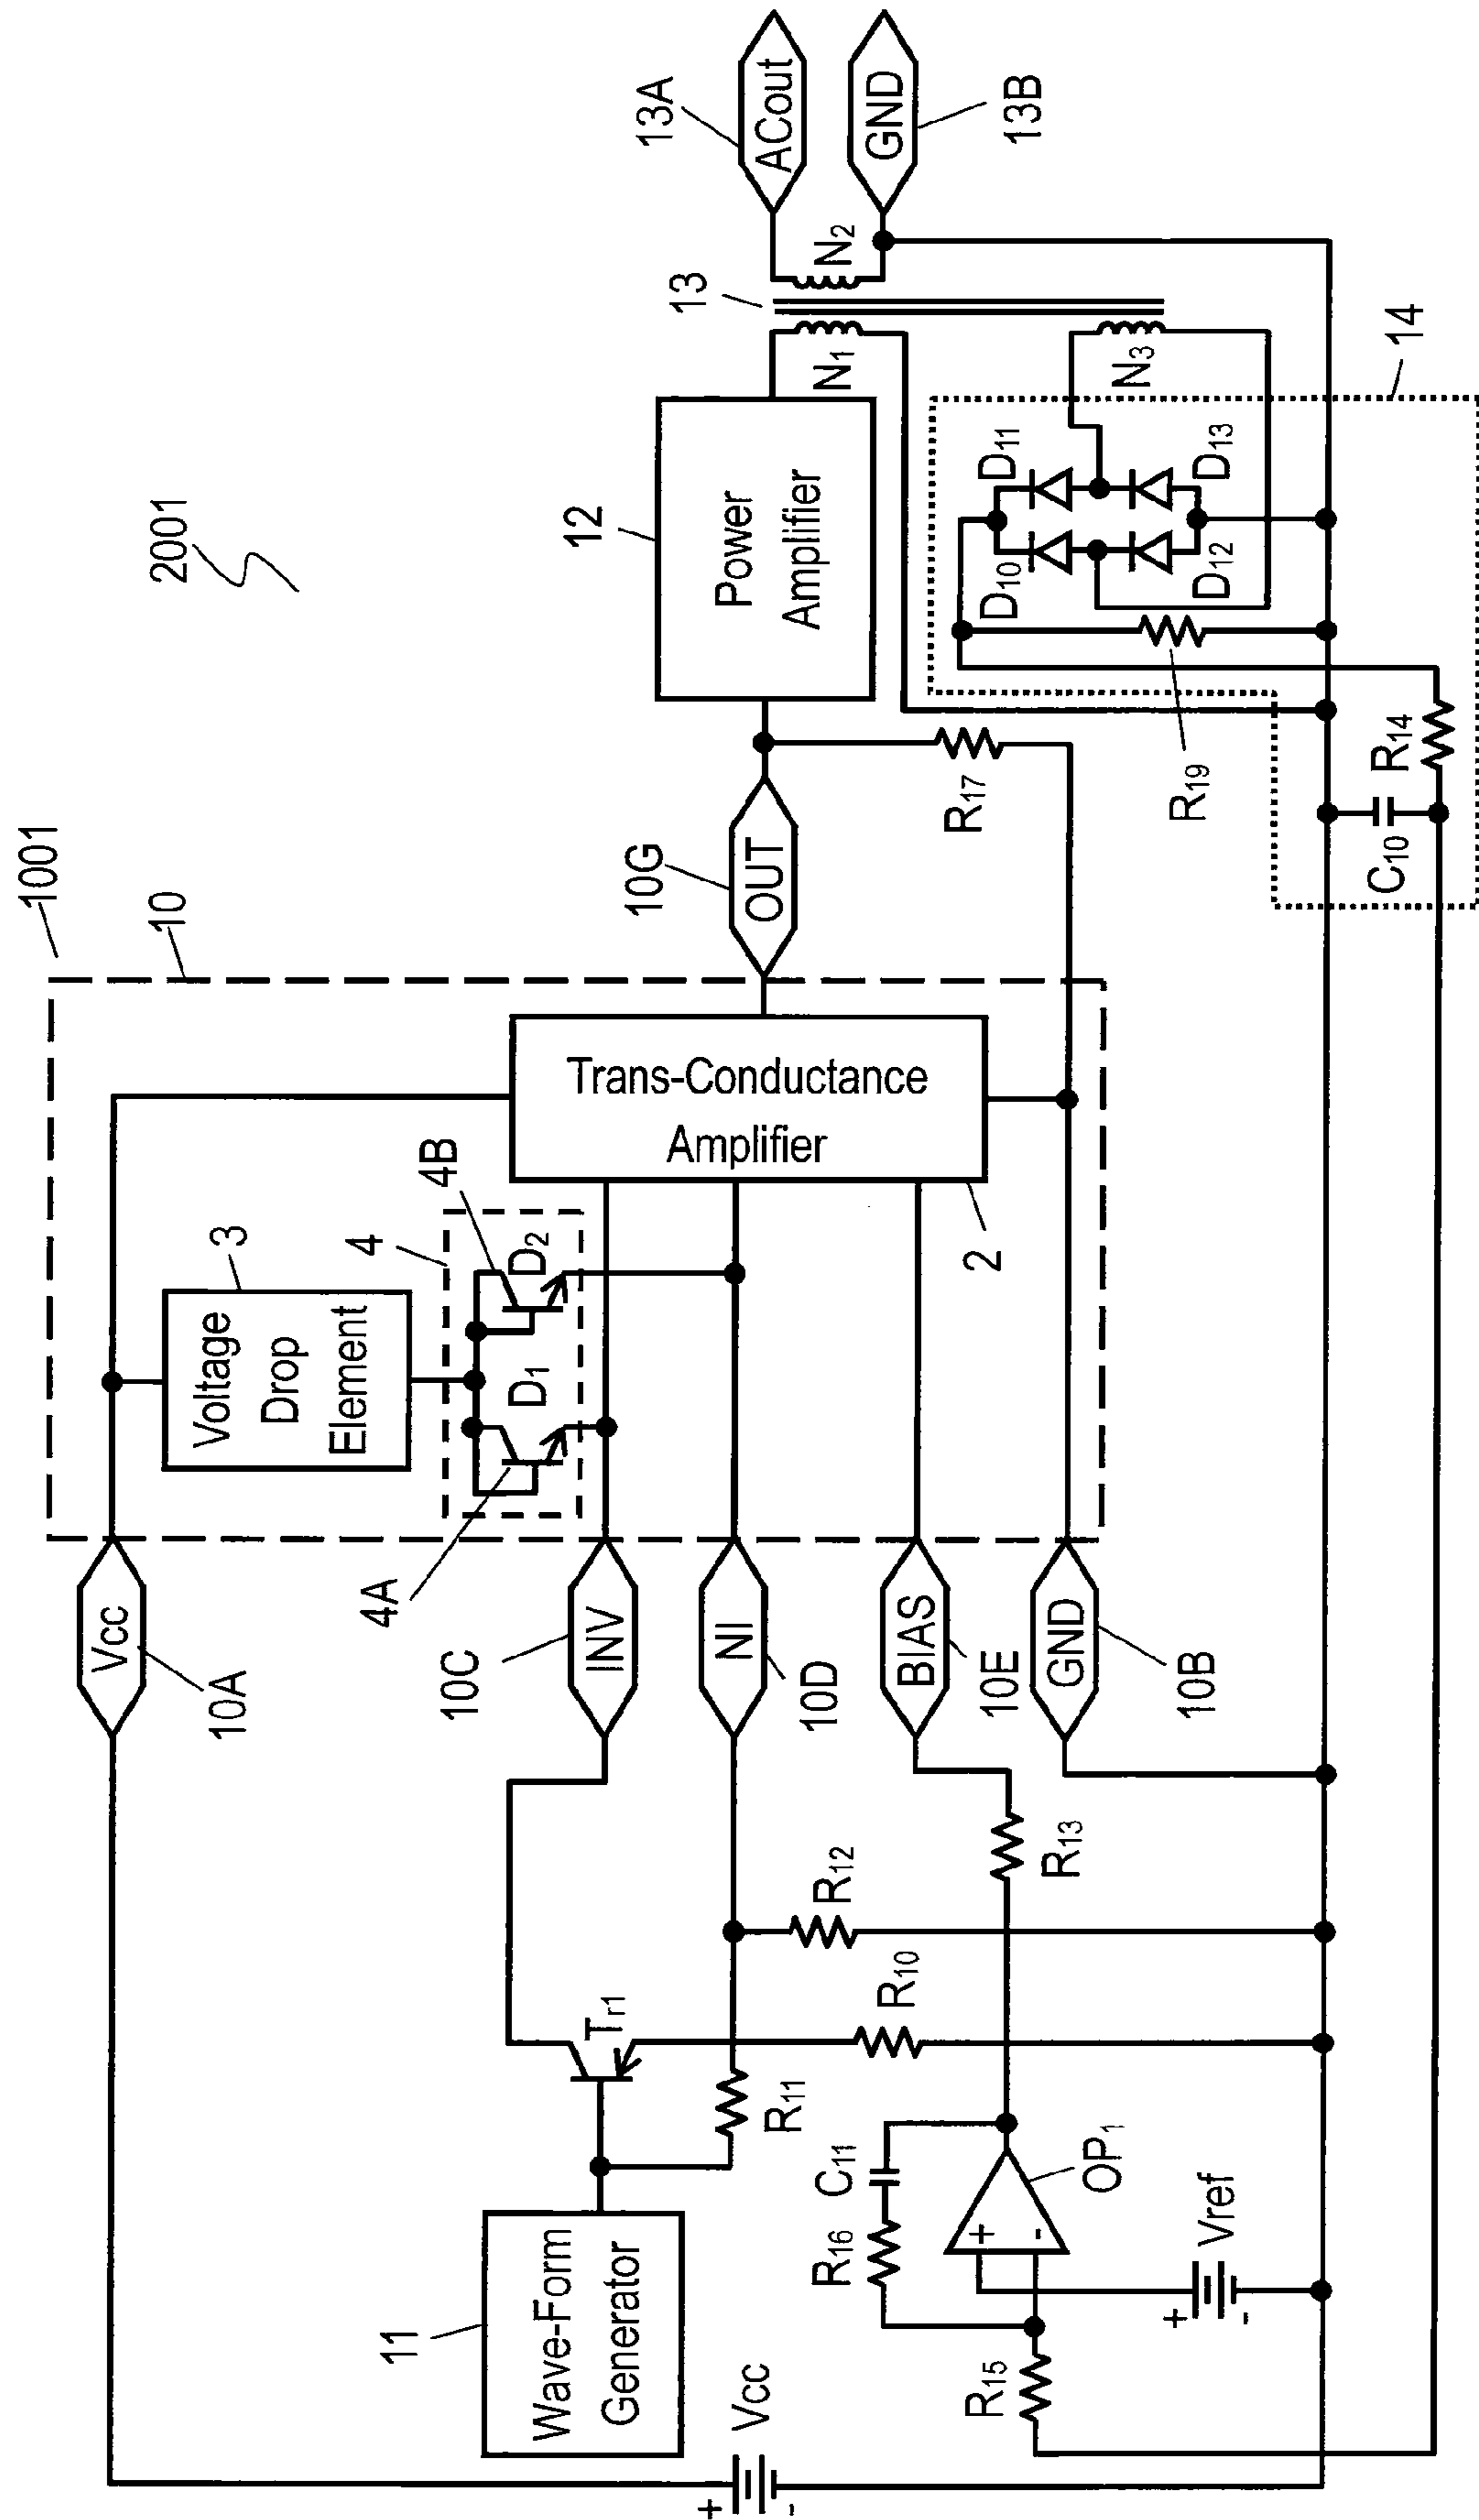 1001
2001
10
Vcc
10A
Voltage
Drop
Element
3
4
4A
4B
D1
D2
Trans-Conductance
Amplifier
2
INV
10C
NI
10D
BIAS
10E
GND
10B
OUT
10G
Power
Amplifier
12
13
N1
N2
N3
ACout
13A
GND
13B
14
D10
D11
D12
D13
R19
R14
C10
R17
Wave-Form
Generator
11
Tr1
R11
R10
R12
R13
C11
R16
OP1
+
-
Vref
+
-
R15
Vcc
+
-